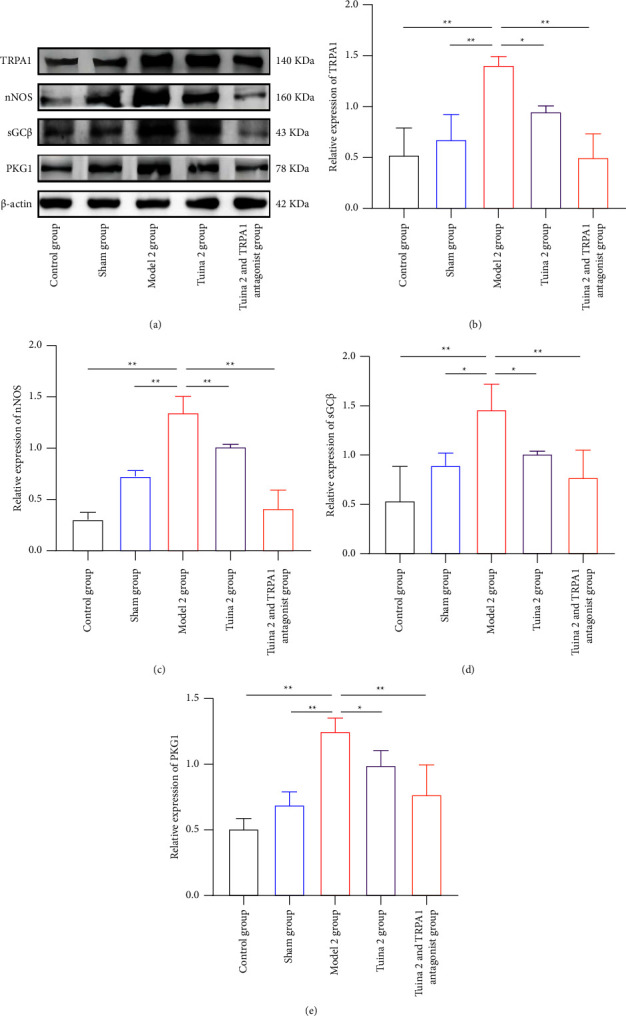 TRPA1
140 KDa
nNOS
160 KDa
sGCβ
43 KDa
PKG1
78 KDa
β-actin
42 KDa
Control group
Sham group
Model 2 group
Tuina 2 group
Tuina 2 and TRPA1
antagonist group
(a)
Relative expression of TRPA1
2.0
1.5
1.0
0.5
0.0
**
**
**
*
Control group
Sham group
Model 2 group
Tuina 2 group
Tuina 2 and TRPA1
antagonist group
(b)
Relative expression of nNOS
2.0
1.5
1.0
0.5
0.0
**
**
**
**
Control group
Sham group
Model 2 group
Tuina 2 group
Tuina 2 and TRPA1
antagonist group
(c)
Relative expression of sGCβ
2.0
1.5
1.0
0.5
0.0
**
**
*
*
Control group
Sham group
Model 2 group
Tuina 2 group
Tuina 2 and TRPA1
antagonist group
(d)
Relative expression of PKG1
1.5
1.0
0.5
0.0
**
**
**
*
Control group
Sham group
Model 2 group
Tuina 2 group
Tuina 2 and TRPA1
antagonist group
(e)